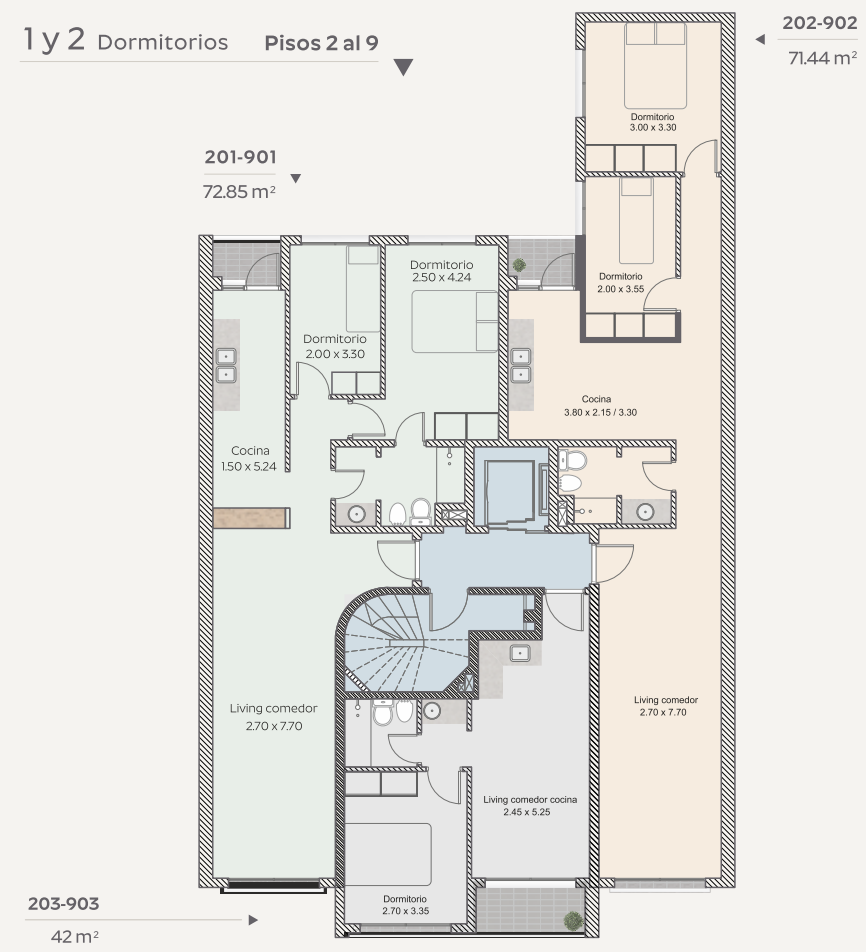 1 y 2 Dormitorios Pisos 2 al 9
202-902
71.44 m²
201-901
72.85 m²
Dormitorio
3.00 x 3.30
Dormitorio
2.00 x 3.55
Dormitorio
2.50 x 4.24
Dormitorio
2.00 x 3.30
Cocina
3.80 x 2.15 / 3.30
Cocina
1.50 x 5.24
Living comedor
2.70 x 7.70
Living comedor
2.70 x 7.70
Living comedor cocina
2.45 x 5.25
Dormitorio
2.70 x 3.35
203-903
42 m²